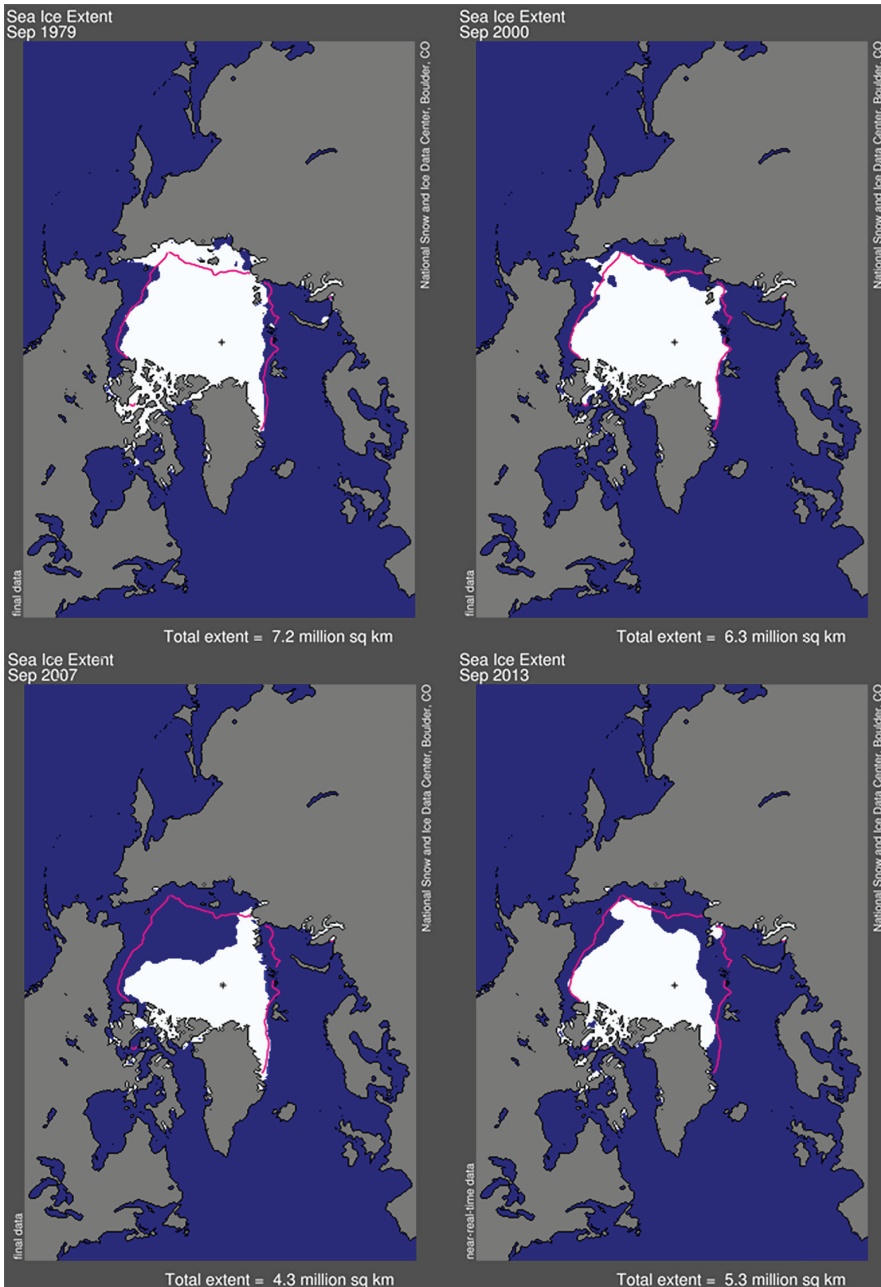 Sea Ice Extent
Sep 1979
National Snow and Ice Data Center, Boulder, CO
final data
Total extent = 7.2 million sq km
Sea Ice Extent
Sep 2000
National Snow and Ice Data Center, Boulder, CO
final data
Total extent = 6.3 million sq km
Sea Ice Extent
Sep 2007
National Snow and Ice Data Center, Boulder, CO
final data
Total extent = 4.3 million sq km
Sea Ice Extent
Sep 2013
National Snow and Ice Data Center, Boulder, CO
near-real-time data
Total extent = 5.3 million sq km